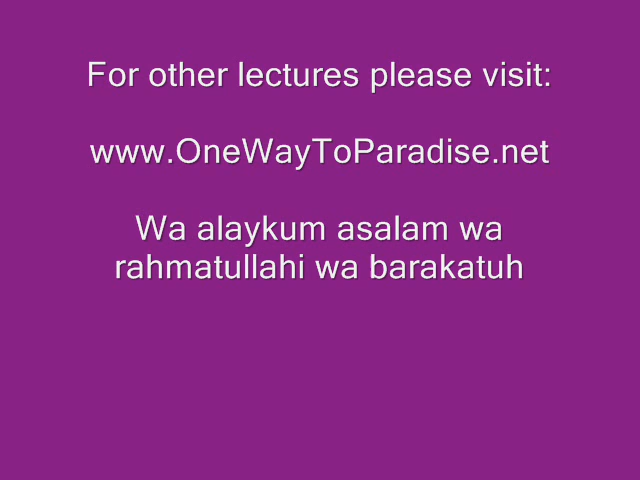 For other lectures please visit:
www.OneWayToParadise.net
Wa alaykum asalam wa
rahmatullahi wa barakatuh